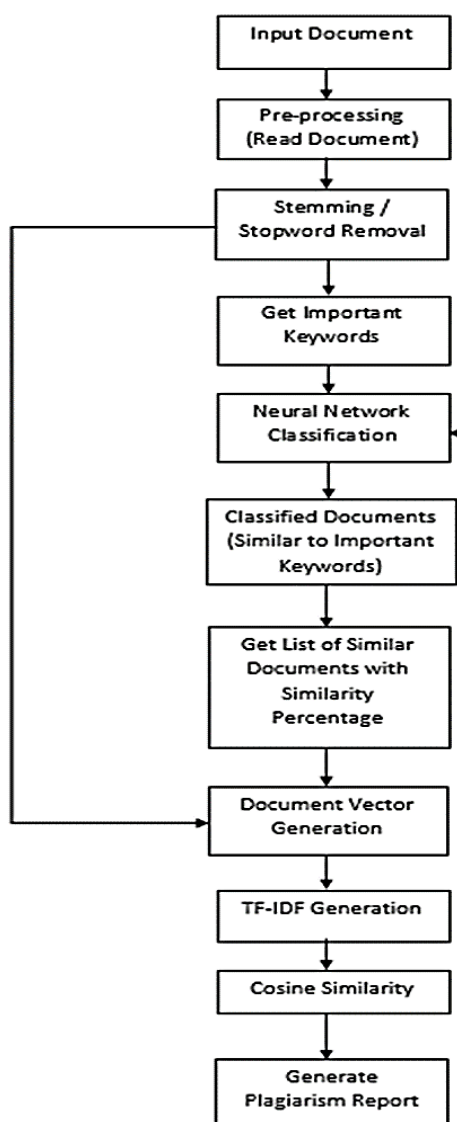 Input Document
Pre-processing
(Read Document)
Stemming /
Stopword Removal
Get Important
Keywords
Neural Network
Classification
Classified Documents
(Similar to Important
Keywords)
Get List of Similar
Documents with
Similarity
Percentage
Document Vector
Generation
TF-IDF Generation
Cosine Similarity
Generate
Plagiarism Report